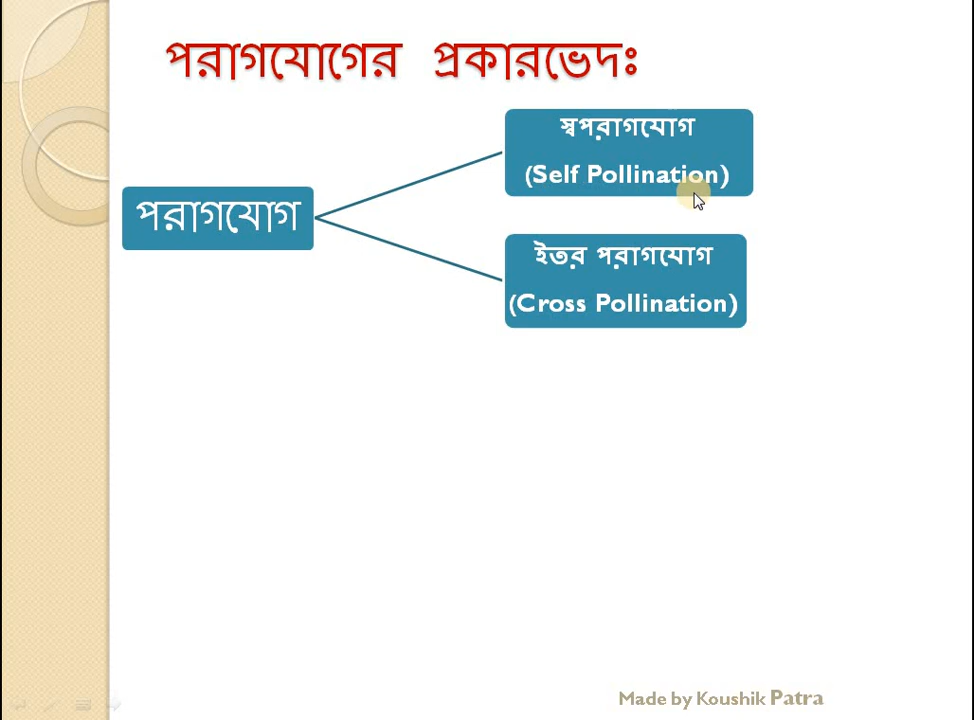 পরাগযোগের প্রকারভেদঃ
স্বপরাগযোগ
(Self Pollination)
পরাগযোগ
ইতর পরাগযোগ
(Cross Pollination)
Made by Koushik Patra